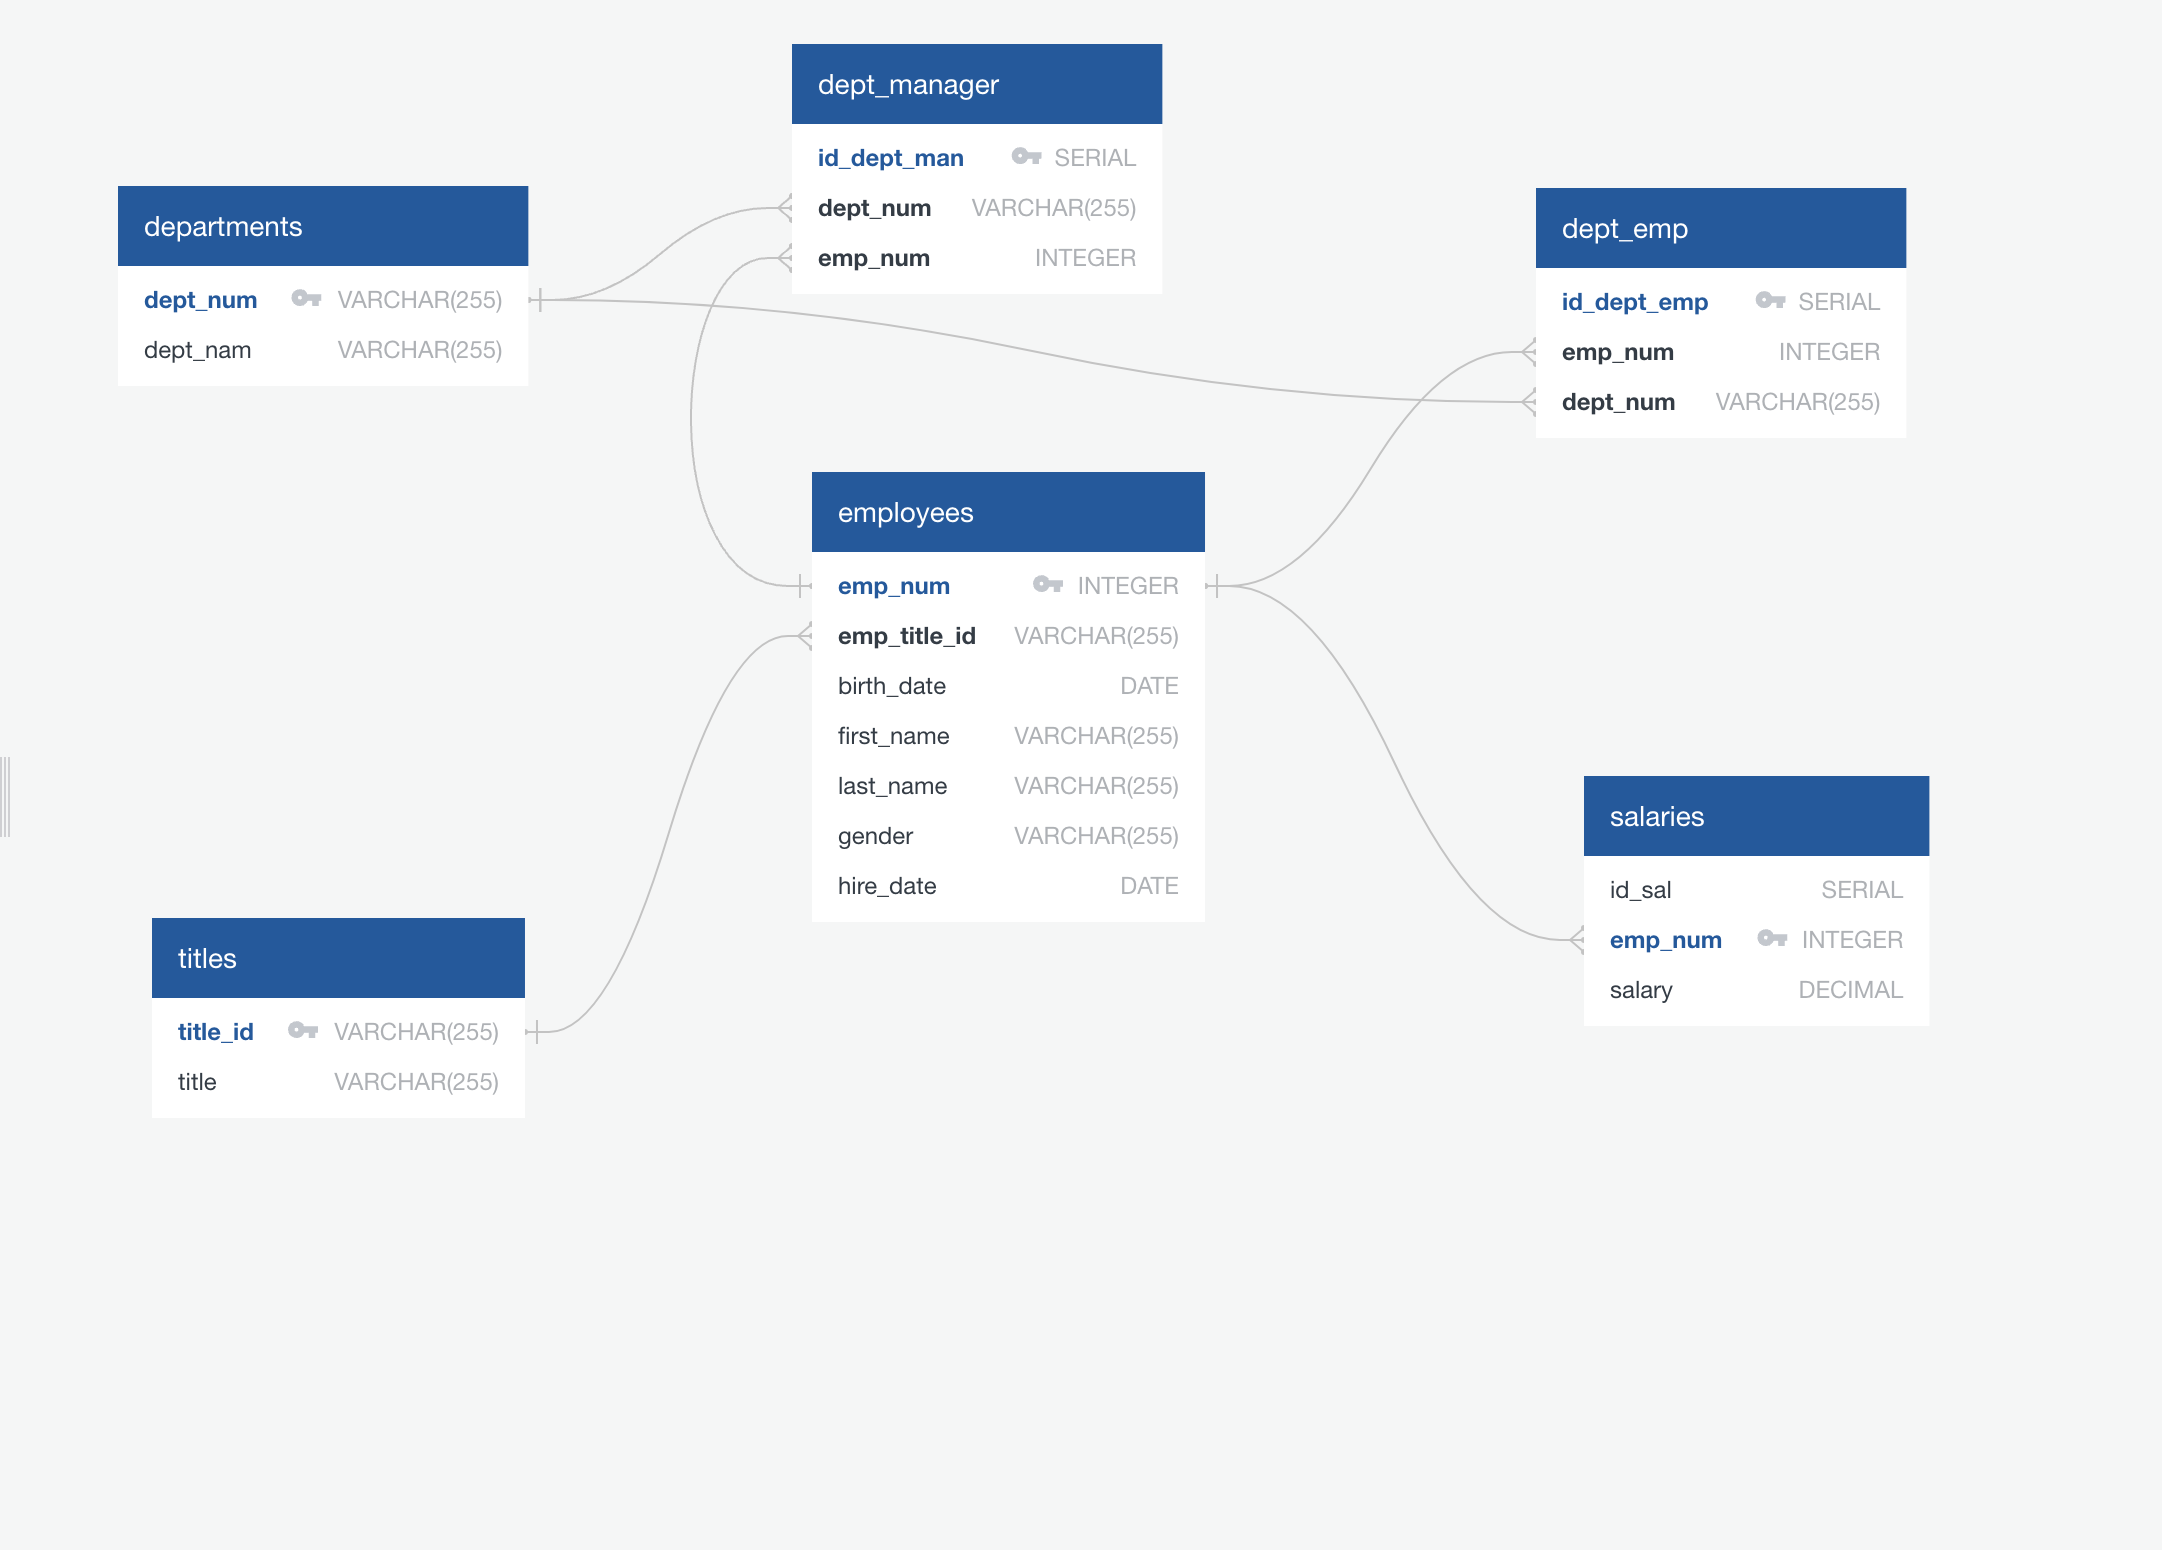 dept_manager
id_dept_man SERIAL
dept_num VARCHAR(255)
emp_num INTEGER
departments
dept_num VARCHAR(255)
dept_nam VARCHAR(255)
dept_emp
id_dept_emp SERIAL
emp_num INTEGER
dept_num VARCHAR(255)
employees
emp_num INTEGER
emp_title_id VARCHAR(255)
birth_date DATE
first_name VARCHAR(255)
last_name VARCHAR(255)
gender VARCHAR(255)
hire_date DATE
salaries
id_sal SERIAL
emp_num INTEGER
salary DECIMAL
titles
title_id VARCHAR(255)
title VARCHAR(255)